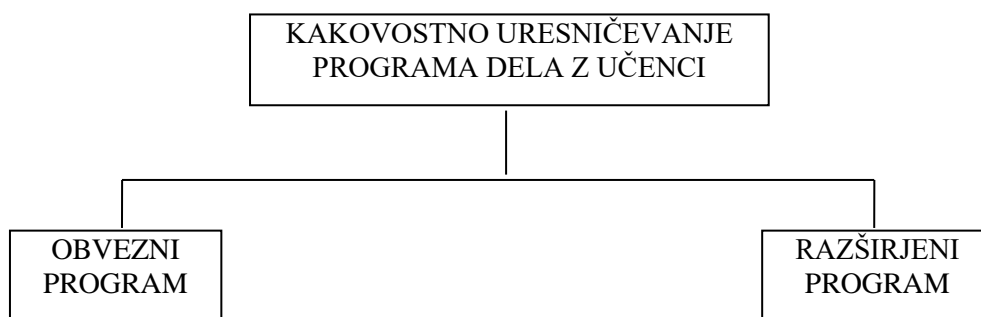 KAKOVOSTNO URESNIČEVANJE
PROGRAMA DELA Z UČENCI
OBVEZNI
PROGRAM
RAZŠIRJENI
PROGRAM